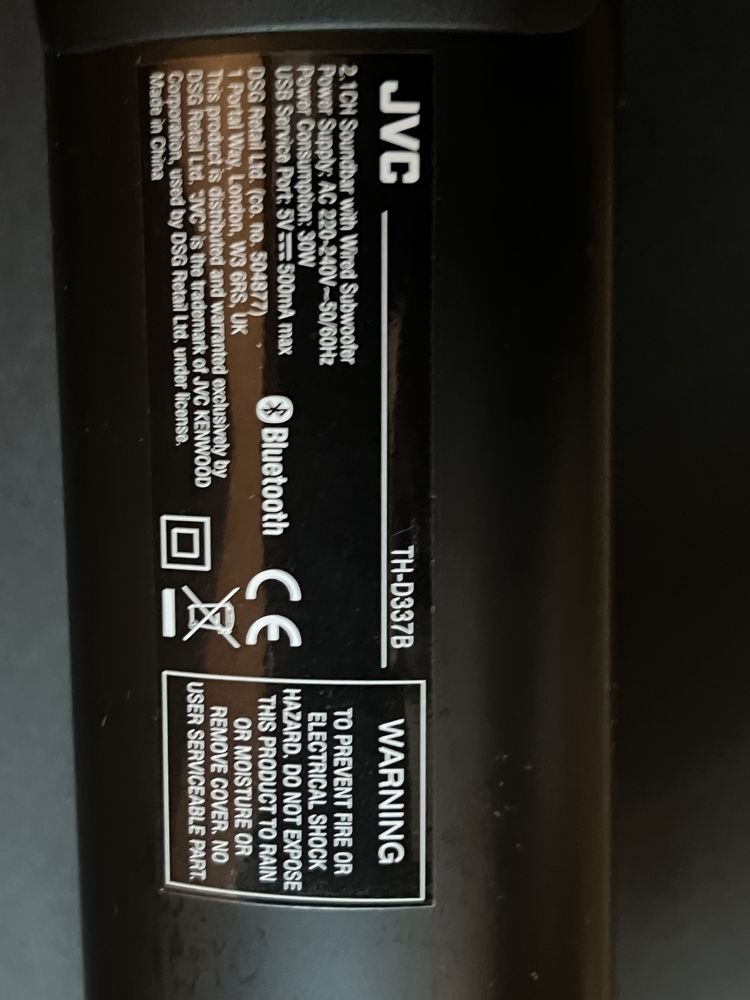 JVC
TH-D337B
2.1CH Soundbar with Wired Subwoofer
Power Supply: AC 220-240V~50/60Hz
Power Consumption: 30W
USB Service Port: 5V⎓500mA max
DSG Retail Ltd. (co. no. 504877)
1 Portal Way, London, W3 6RS, UK
This product is distributed and warranted exclusively by
DSG Retail Ltd. "JVC" is the trademark of JVC KENWOOD
Corporation, used by DSG Retail Ltd. under license.
Made in China
Bluetooth
CE
WARNING
TO PREVENT FIRE OR
ELECTRICAL SHOCK
HAZARD. DO NOT EXPOSE
THIS PRODUCT TO RAIN
OR MOISTURE OR
REMOVE COVER. NO
USER SERVICEABLE PART.